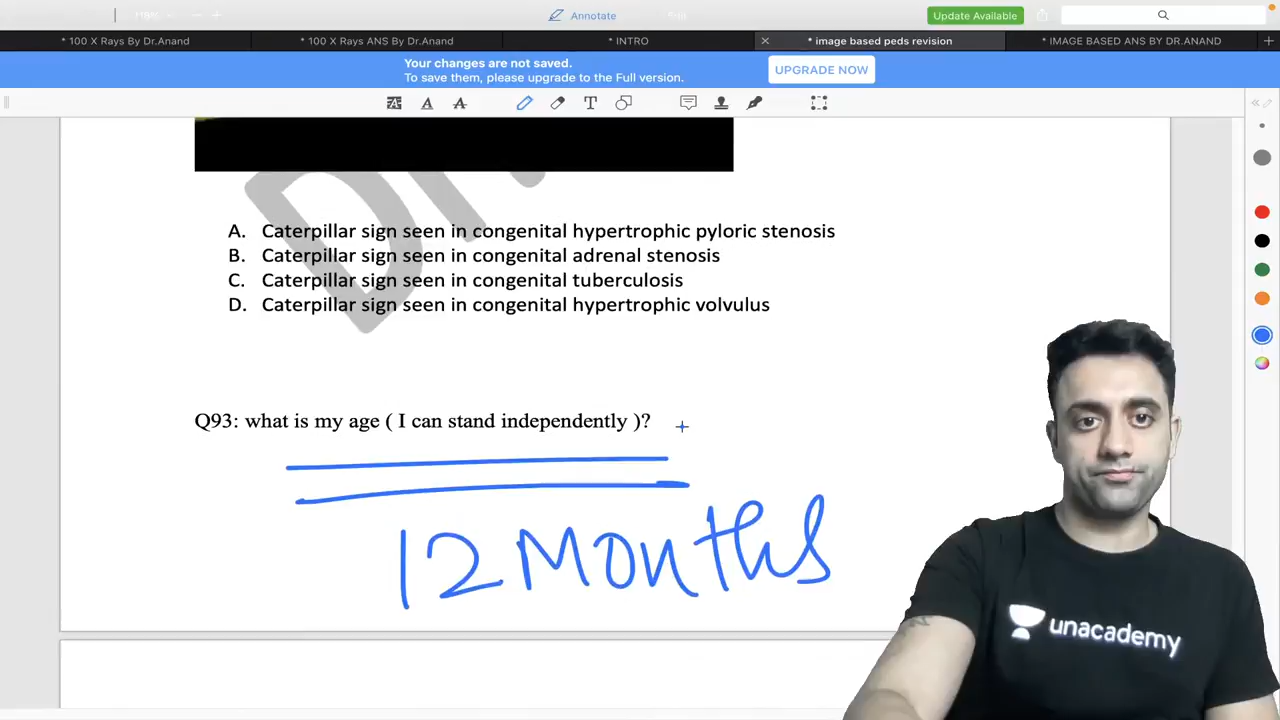 Annotate
Update Available
* 100 X Rays By Dr.Anand
* 100 X Rays ANS By Dr.Anand
* INTRO
* image based peds revision
* IMAGE BASED ANS BY DR.ANAND
Your changes are not saved.
To save them, please upgrade to the Full version.
UPGRADE NOW
Dr.
A. Caterpillar sign seen in congenital hypertrophic pyloric stenosis
B. Caterpillar sign seen in congenital adrenal stenosis
C. Caterpillar sign seen in congenital tuberculosis
D. Caterpillar sign seen in congenital hypertrophic volvulus
Q93: what is my age ( I can stand independently )?
12 Months
unacademy